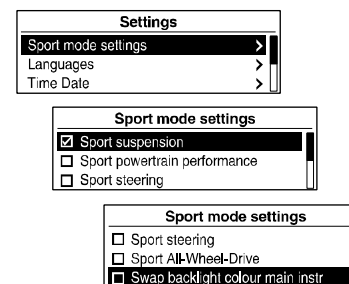 Settings
Sport mode settings
Languages
Time Date
Sport mode settings
Sport suspension
Sport powertrain performance
Sport steering
Sport mode settings
Sport steering
Sport All-Wheel-Drive
Swap backlight colour main instr